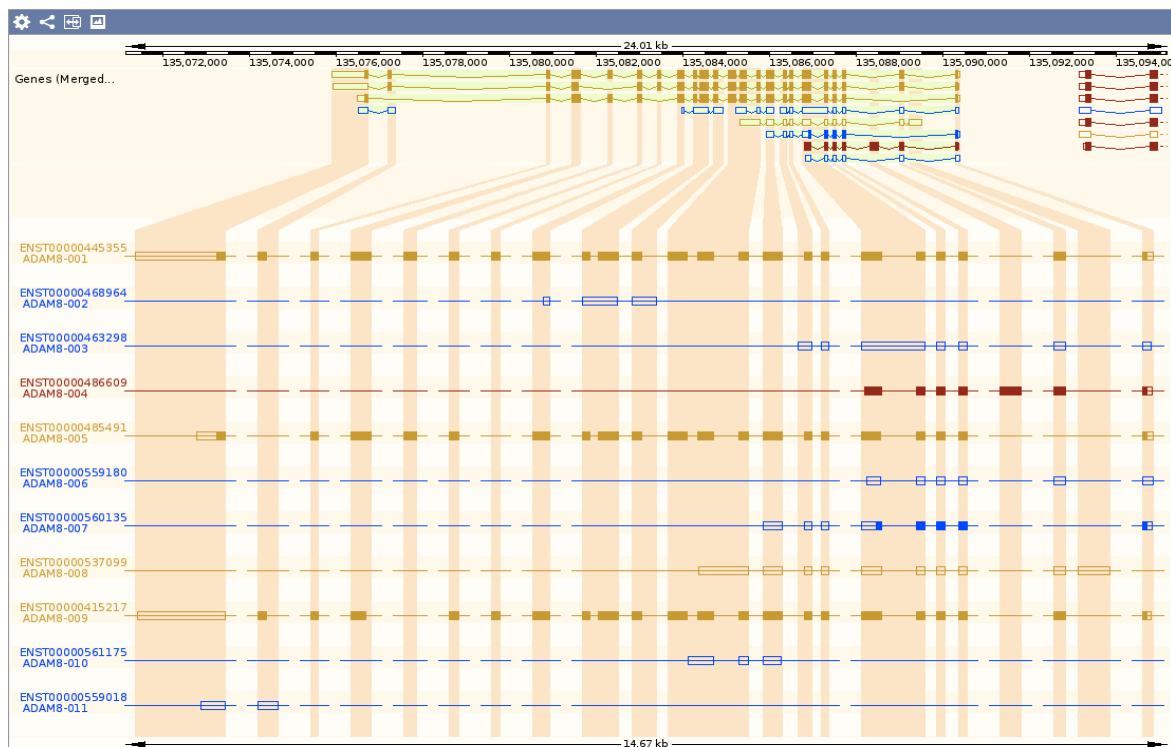 24.01 kb
135,072,000 135,074,000 135,076,000 135,078,000 135,080,000 135,082,000 135,084,000 135,086,000 135,088,000 135,090,000 135,092,000 135,094,0
Genes (Merged...
ENST00000445355
ADAM8-001
ENST00000468964
ADAM8-002
ENST00000463298
ADAM8-003
ENST00000486609
ADAM8-004
ENST00000485491
ADAM8-005
ENST00000559180
ADAM8-006
ENST00000560135
ADAM8-007
ENST00000537099
ADAM8-008
ENST00000415217
ADAM8-009
ENST00000561175
ADAM8-010
ENST00000559018
ADAM8-011
14.67 kb